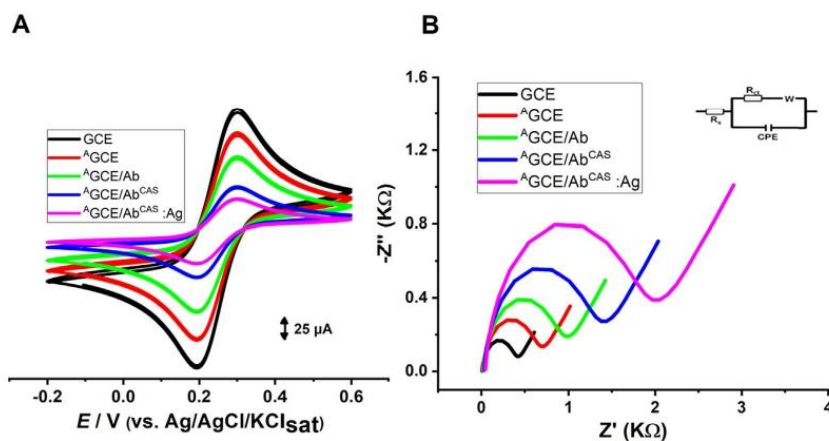 A
GCE
ᴬGCE
ᴬGCE/Ab
ᴬGCE/Abᶜᴬˢ
ᴬGCE/Abᶜᴬˢ :Ag
25 µA
-0.2 0.0 0.2 0.4 0.6
E / V (vs. Ag/AgCl/KClsat)
B
1.6
1.2
0.8
0.4
0.0
-Z" (KΩ)
GCE
ᴬGCE
ᴬGCE/Ab
ᴬGCE/Abᶜᴬˢ
ᴬGCE/Abᶜᴬˢ :Ag
W
Rs
CPE
0 1 2 3 4
Z' (KΩ)